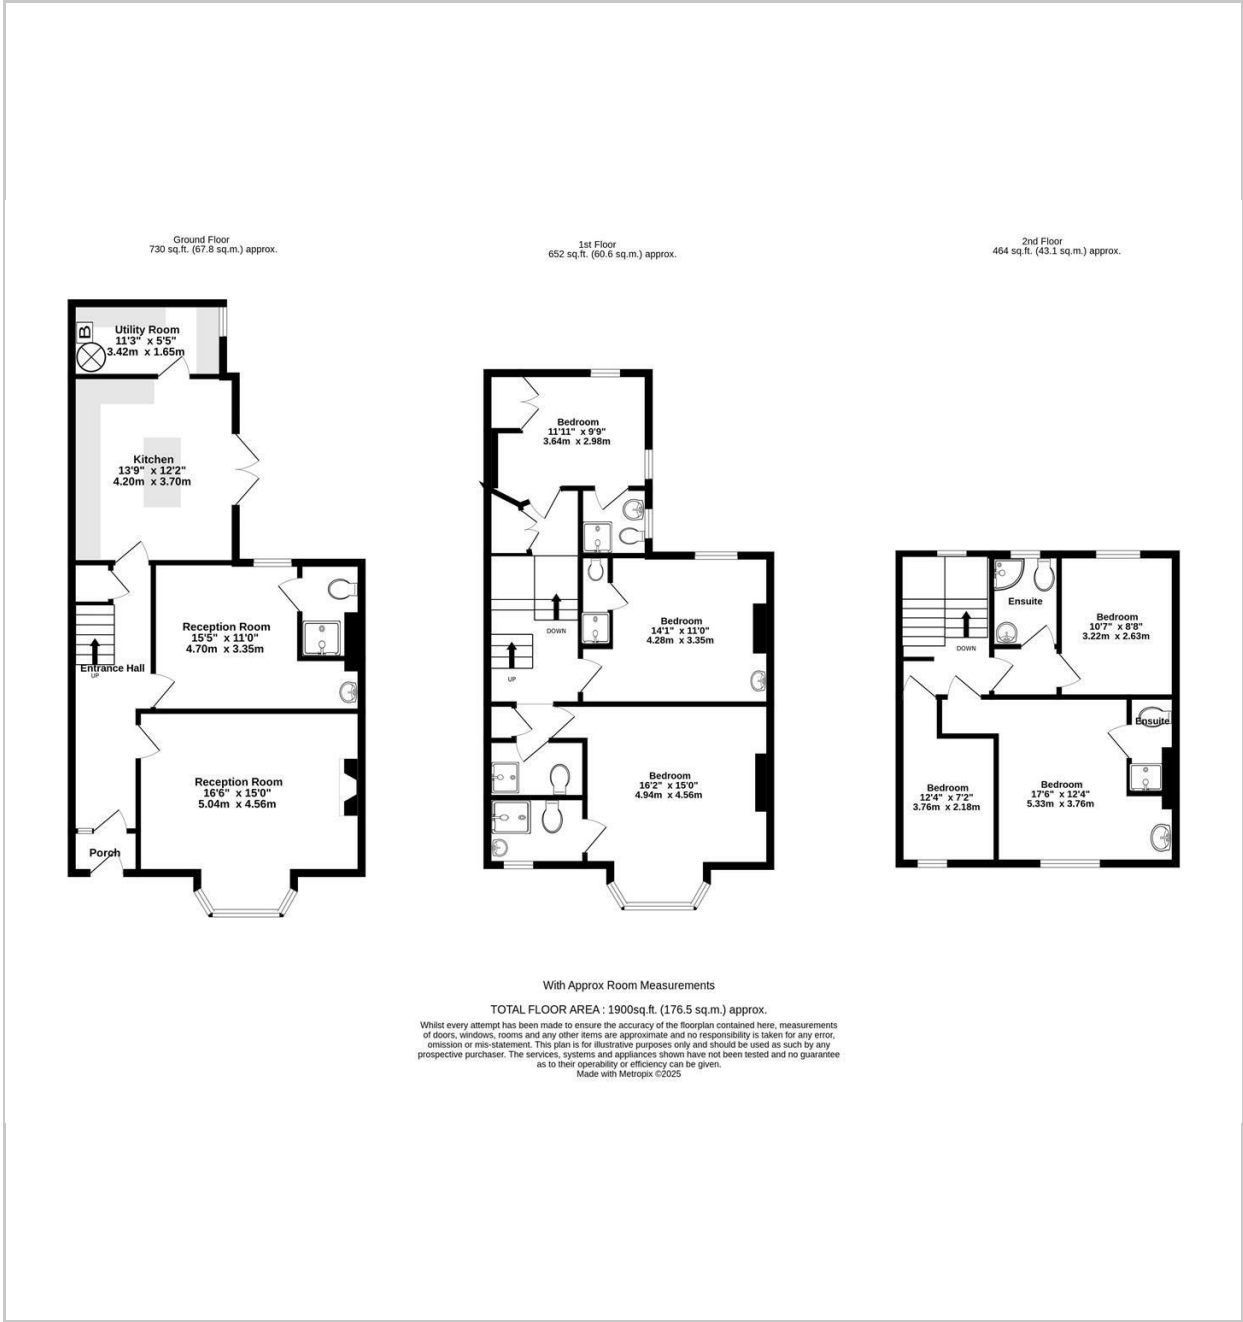 Ground Floor
730 sq.ft. (67.8 sq.m.) approx.
1st Floor
652 sq.ft. (60.6 sq.m.) approx.
2nd Floor
464 sq.ft. (43.1 sq.m.) approx.
B
Utility Room
11'3" x 5'5"
3.42m x 1.65m
Kitchen
13'9" x 12'2"
4.20m x 3.70m
Reception Room
15'5" x 11'0"
4.70m x 3.35m
Entrance Hall
UP
Reception Room
16'6" x 15'0"
5.04m x 4.56m
Porch
Bedroom
11'11" x 9'9"
3.64m x 2.98m
DOWN
Bedroom
14'1" x 11'0"
4.28m x 3.35m
UP
Bedroom
16'2" x 15'0"
4.94m x 4.56m
Ensuite
Bedroom
10'7" x 8'8"
3.22m x 2.63m
DOWN
Ensuite
Bedroom
12'4" x 7'2"
3.76m x 2.18m
Bedroom
17'6" x 12'4"
5.33m x 3.76m
With Approx Room Measurements
TOTAL FLOOR AREA : 1900sq.ft. (176.5 sq.m.) approx.
Whilst every attempt has been made to ensure the accuracy of the floorplan contained here, measurements
of doors, windows, rooms and any other items are approximate and no responsibility is taken for any error,
omission or mis-statement. This plan is for illustrative purposes only and should be used as such by any
prospective purchaser. The services, systems and appliances shown have not been tested and no guarantee
as to their operability or efficiency can be given.
Made with Metropix ©2025